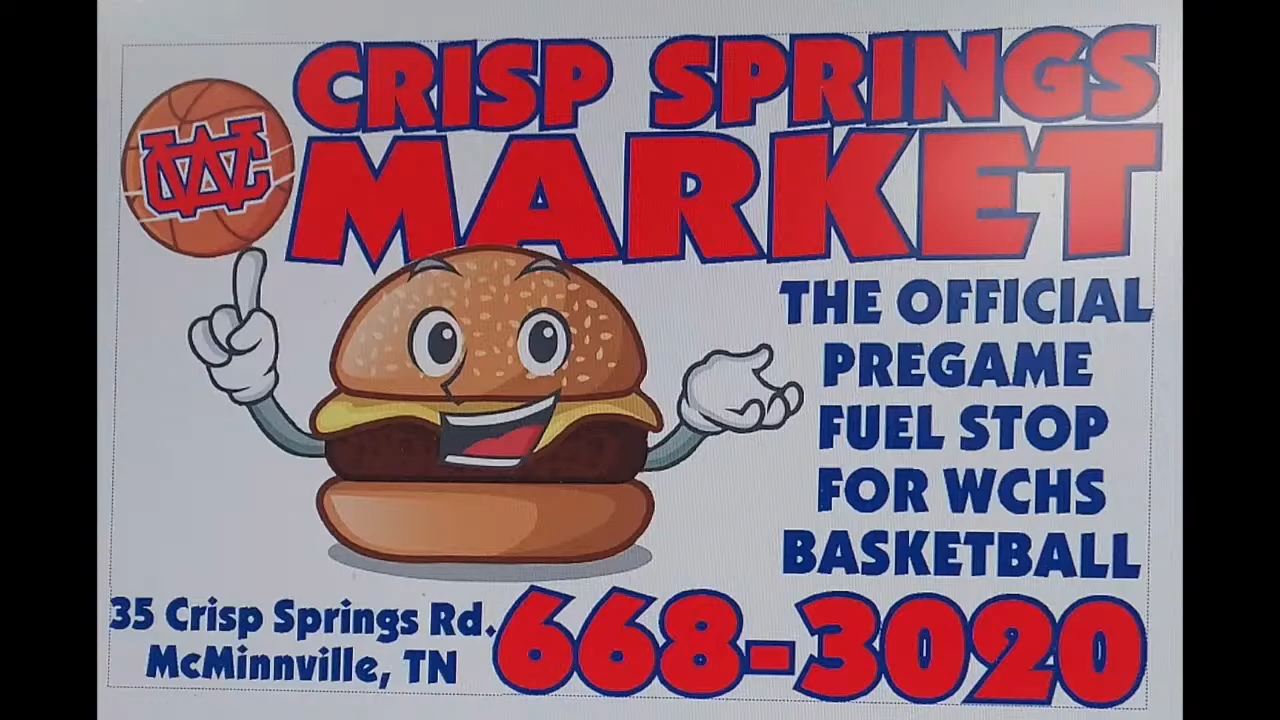 CRISP SPRINGS
MARKET
WC
THE OFFICIAL
PREGAME
FUEL STOP
FOR WCHS
BASKETBALL
35 Crisp Springs Rd.
McMinnville, TN
668-3020